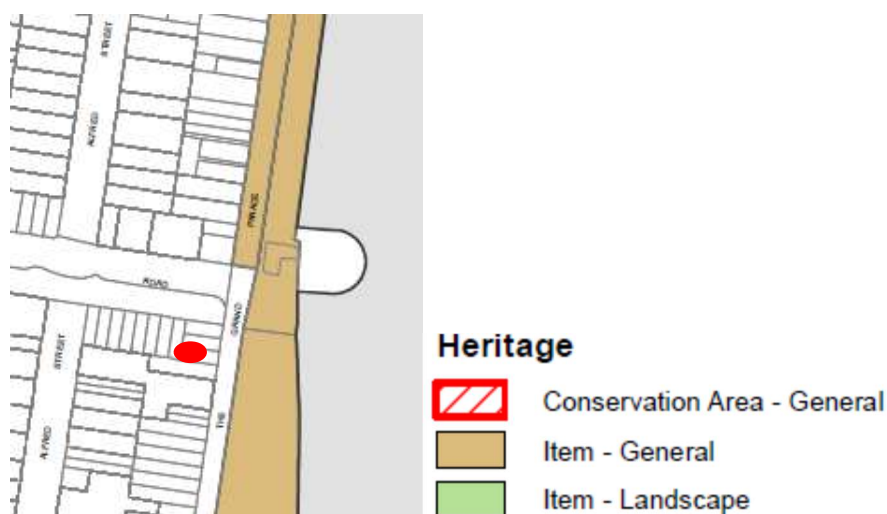 STREET
ALFRED
PARADE
ROAD
GRAND
STREET
THE
ALFRED
Heritage
Conservation Area - General
Item - General
Item - Landscape